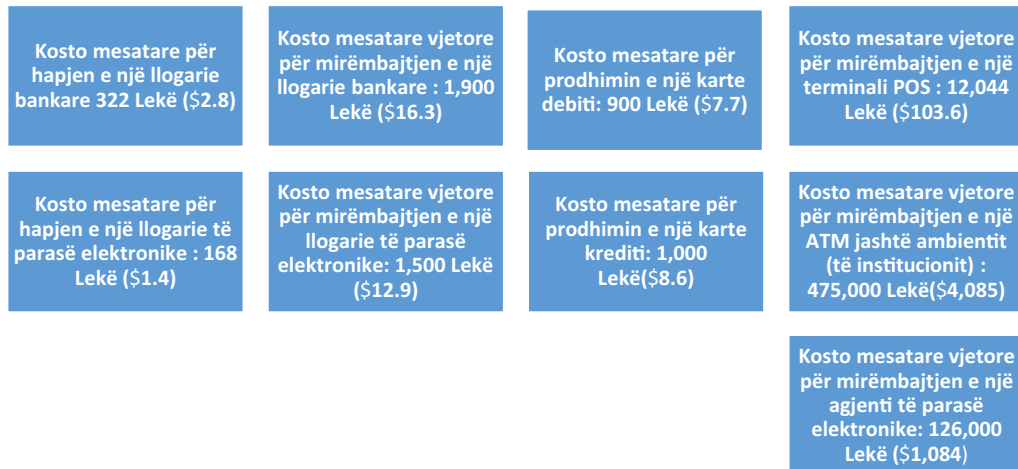 Kosto mesatare për
hapjen e një llogarie
bankare 322 Lekë ($2.8)
Kosto mesatare vjetore
për mirëmbajtjen e një
llogarie bankare : 1,900
Lekë ($16.3)
Kosto mesatare për
prodhimin e një karte
debiti: 900 Lekë ($7.7)
Kosto mesatare vjetore
për mirëmbajtjen e një
terminali POS : 12,044
Lekë ($103.6)
Kosto mesatare për
hapjen e një llogarie të
parasë elektronike : 168
Lekë ($1.4)
Kosto mesatare vjetore
për mirëmbajtjen e një
llogarie të parasë
elektronike: 1,500 Lekë
($12.9)
Kosto mesatare për
prodhimin e një karte
krediti: 1,000
Lekë($8.6)
Kosto mesatare vjetore
për mirëmbajtjen e një
ATM jashtë ambientit
(të institucionit) :
475,000 Lekë($4,085)
Kosto mesatare vjetore
për mirëmbajtjen e një
agjenti të parasë
elektronike: 126,000
Lekë ($1,084)